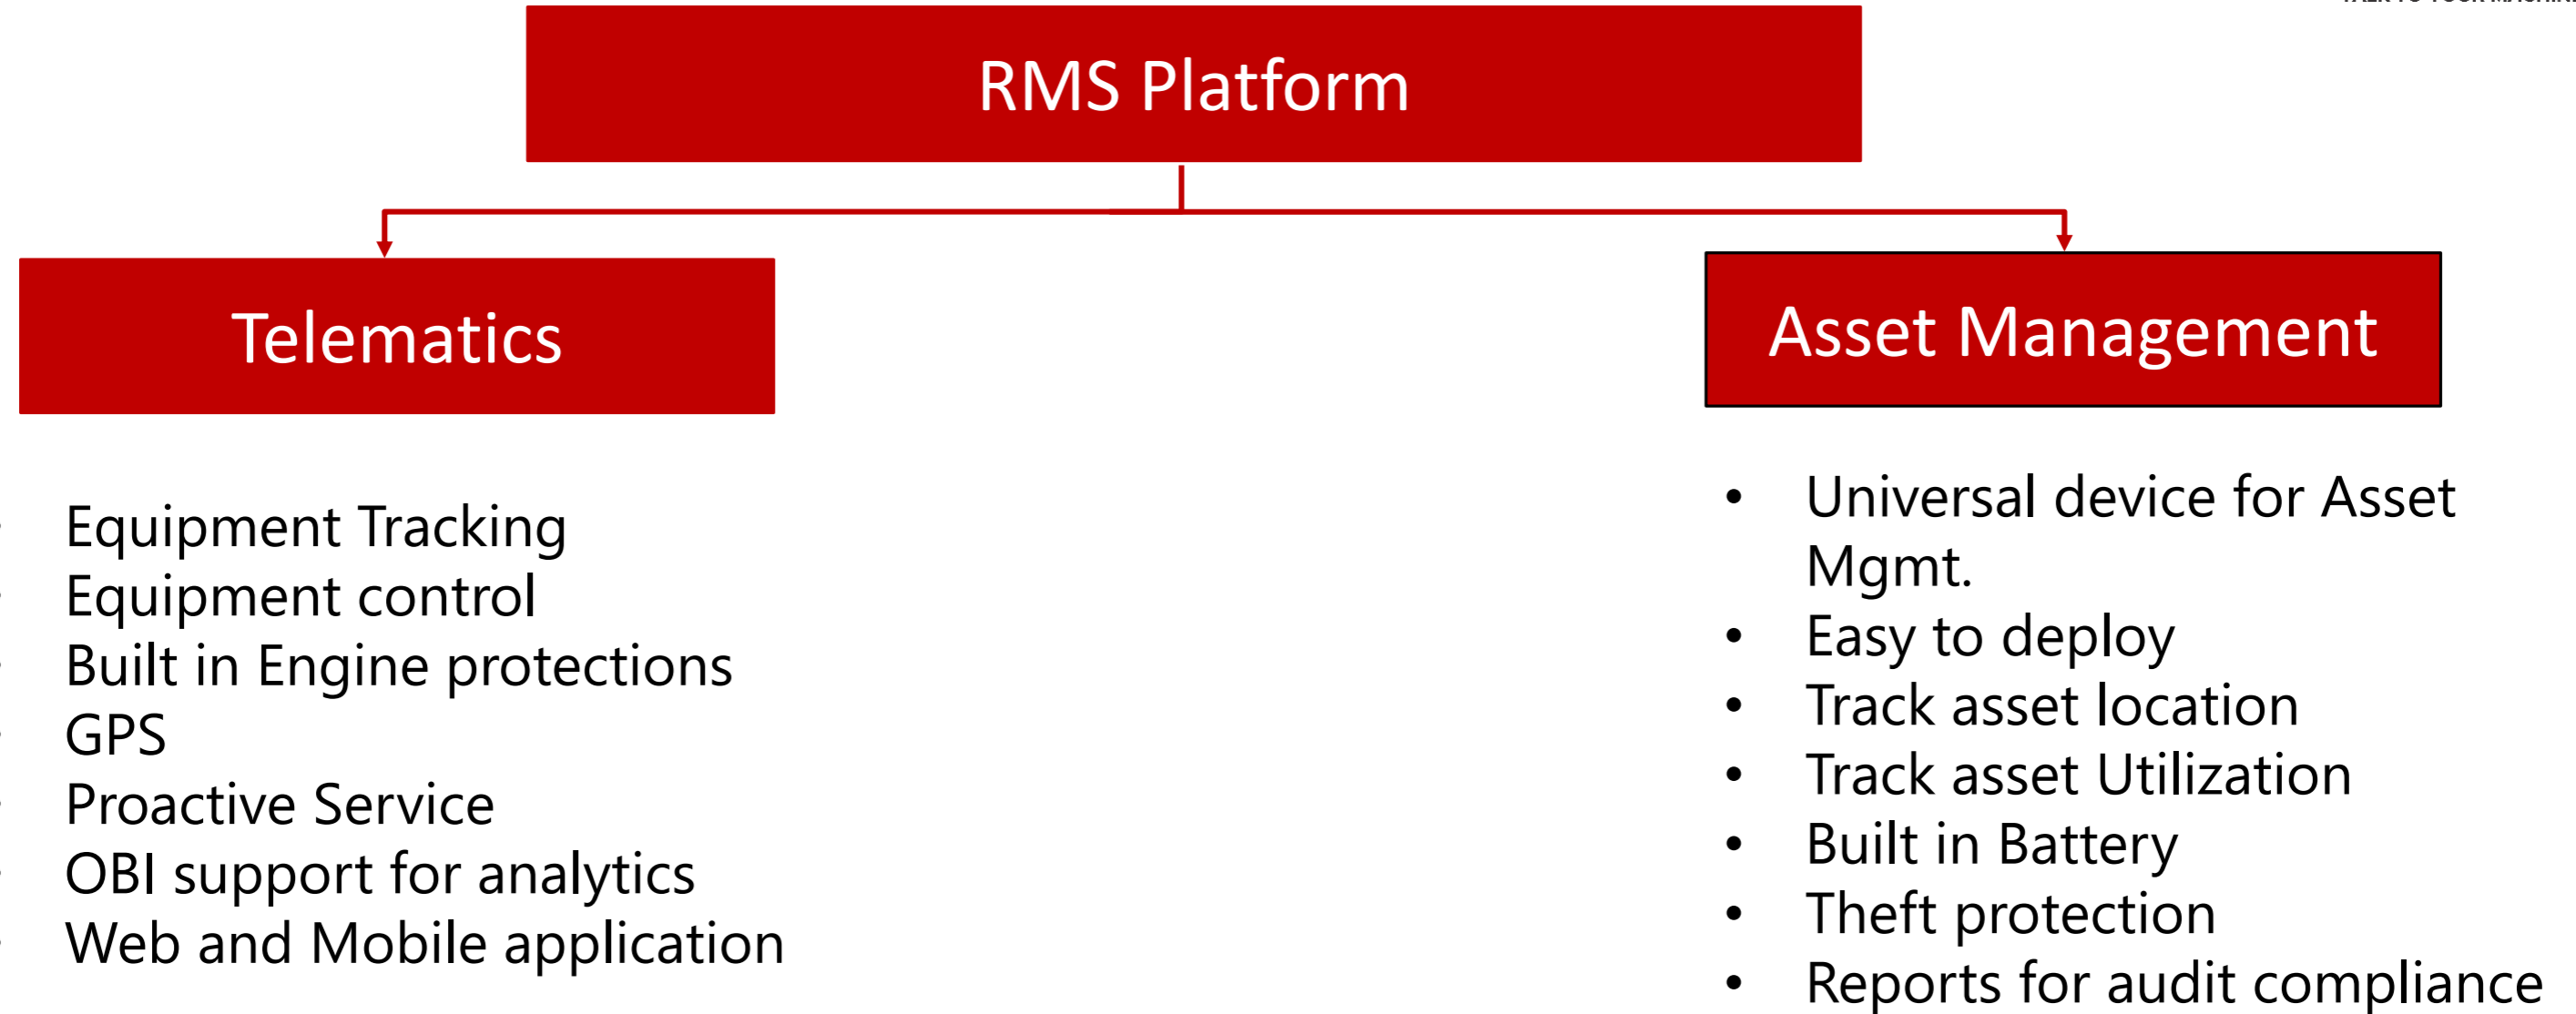 RMS Platform
Telematics
Asset Management
• Equipment Tracking
• Equipment control
• Built in Engine protections
• GPS
• Proactive Service
• OBI support for analytics
• Web and Mobile application
• Universal device for Asset
Mgmt.
• Easy to deploy
• Track asset location
• Track asset Utilization
• Built in Battery
• Theft protection
• Reports for audit compliance